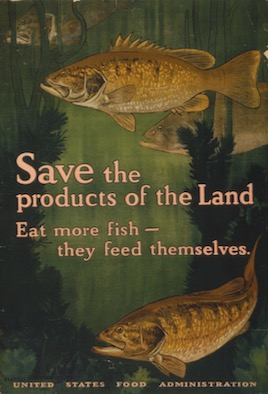 Save the
products of the Land
Eat more fish —
they feed themselves.
UNITED STATES FOOD ADMINISTRATION